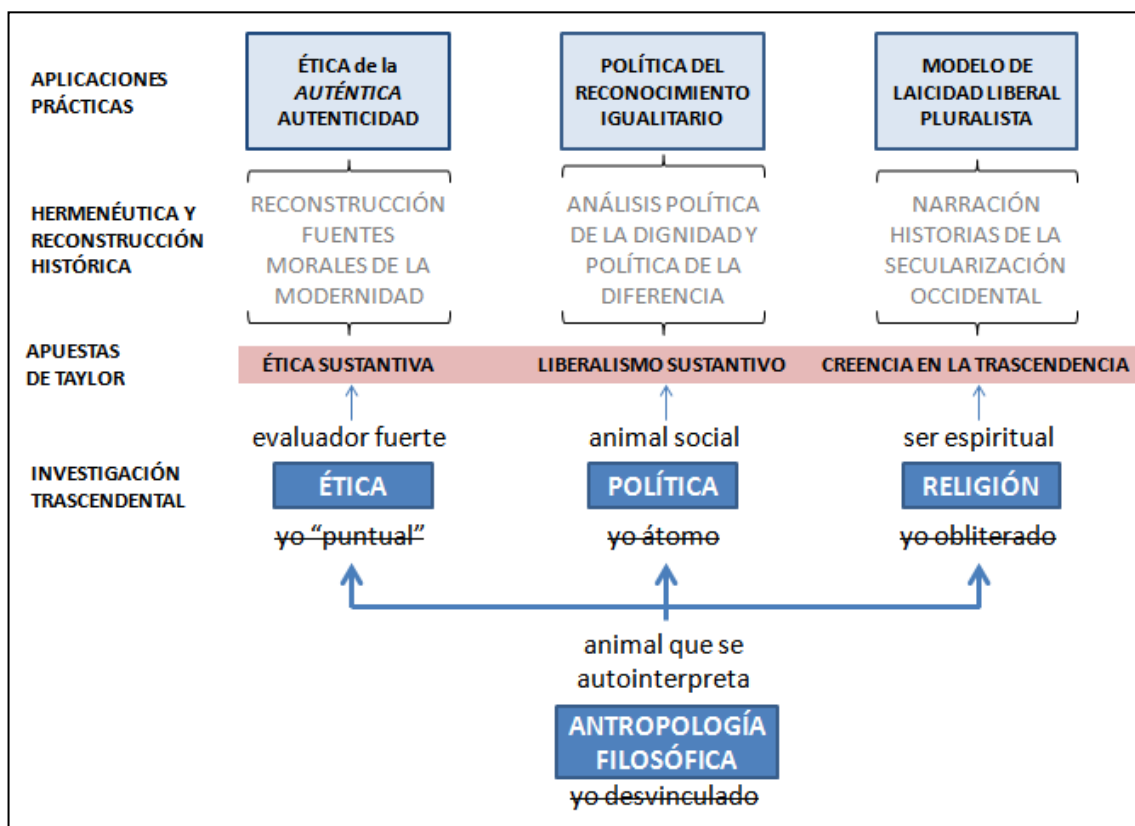 APLICACIONES
PRÁCTICAS
ÉTICA de la
AUTÉNTICA
AUTENTICIDAD
POLÍTICA DEL
RECONOCIMIENTO
IGUALITARIO
MODELO DE
LAICIDAD LIBERAL
PLURALISTA
HERMENÉUTICA Y
RECONSTRUCCIÓN
HISTÓRICA
RECONSTRUCCIÓN
FUENTES
MORALES DE LA
MODERNIDAD
ANÁLISIS POLÍTICA
DE LA DIGNIDAD Y
POLÍTICA DE LA
DIFERENCIA
NARRACIÓN
HISTORIAS DE LA
SECULARIZACIÓN
OCCIDENTAL
APUESTAS
DE TAYLOR
ÉTICA SUSTANTIVA
LIBERALISMO SUSTANTIVO
CREENCIA EN LA TRASCENDENCIA
INVESTIGACIÓN
TRASCENDENTAL
evaluador fuerte
ÉTICA
yo “puntual”
animal social
POLÍTICA
yo átomo
ser espiritual
RELIGIÓN
yo obliterado
animal que se
autointerpreta
ANTROPOLOGÍA
FILOSÓFICA
yo desvinculado